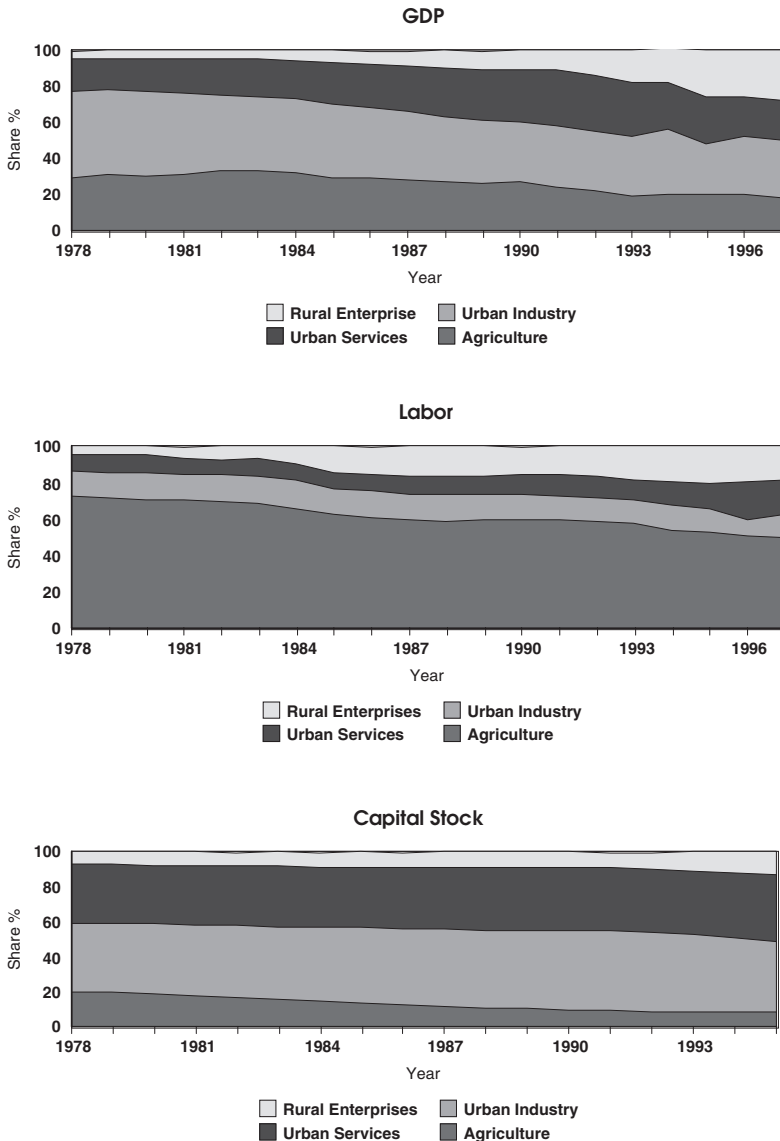 GDP
100
80
60
40
20
0
Share %
1978 1981 1984 1987 1990 1993 1996
Year
Rural Enterprise Urban Industry
Urban Services Agriculture
Labor
100
80
60
40
20
0
Share %
1978 1981 1984 1987 1990 1993 1996
Year
Rural Enterprises Urban Industry
Urban Services Agriculture
Capital Stock
100
80
60
40
20
0
Share %
1978 1981 1984 1987 1990 1993
Year
Rural Enterprises Urban Industry
Urban Services Agriculture